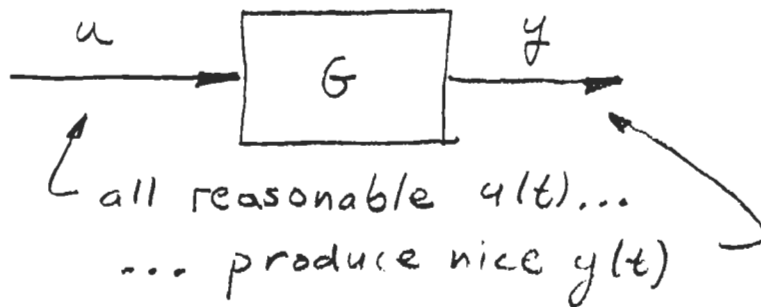 u
G
y
all reasonable u(t)...
... produce nice y(t)